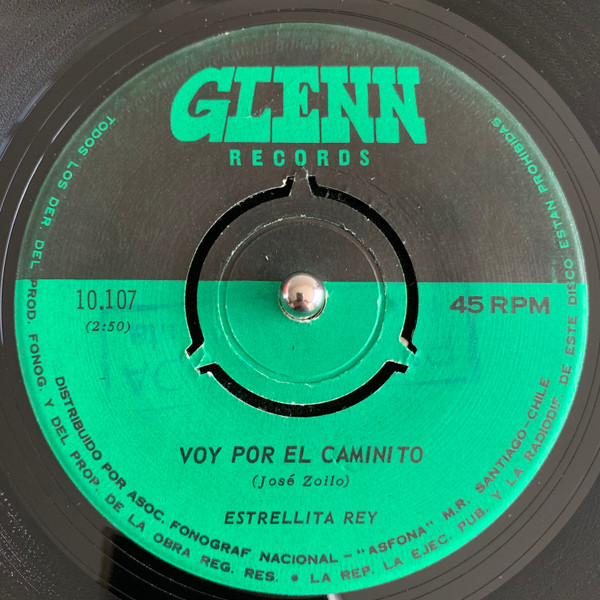 GLENN
RECORDS
10.107
(2:50)
45 RPM
VOY POR EL CAMINITO
(José Zoilo)
ESTRELLITA REY
DISTRIBUIDO POR ASOC. FONOGRAF NACIONAL - "ASFONA" M.R. SANTIAGO-CHILE
TODOS LOS DER. DEL PROD. FONOG. Y DEL PROP. DE LA OBRA REG. RES. • LA REP. LA EJEC. PUB. Y LA RADIODIF. DE ESTE DISCO ESTAN PROHIBIDAS